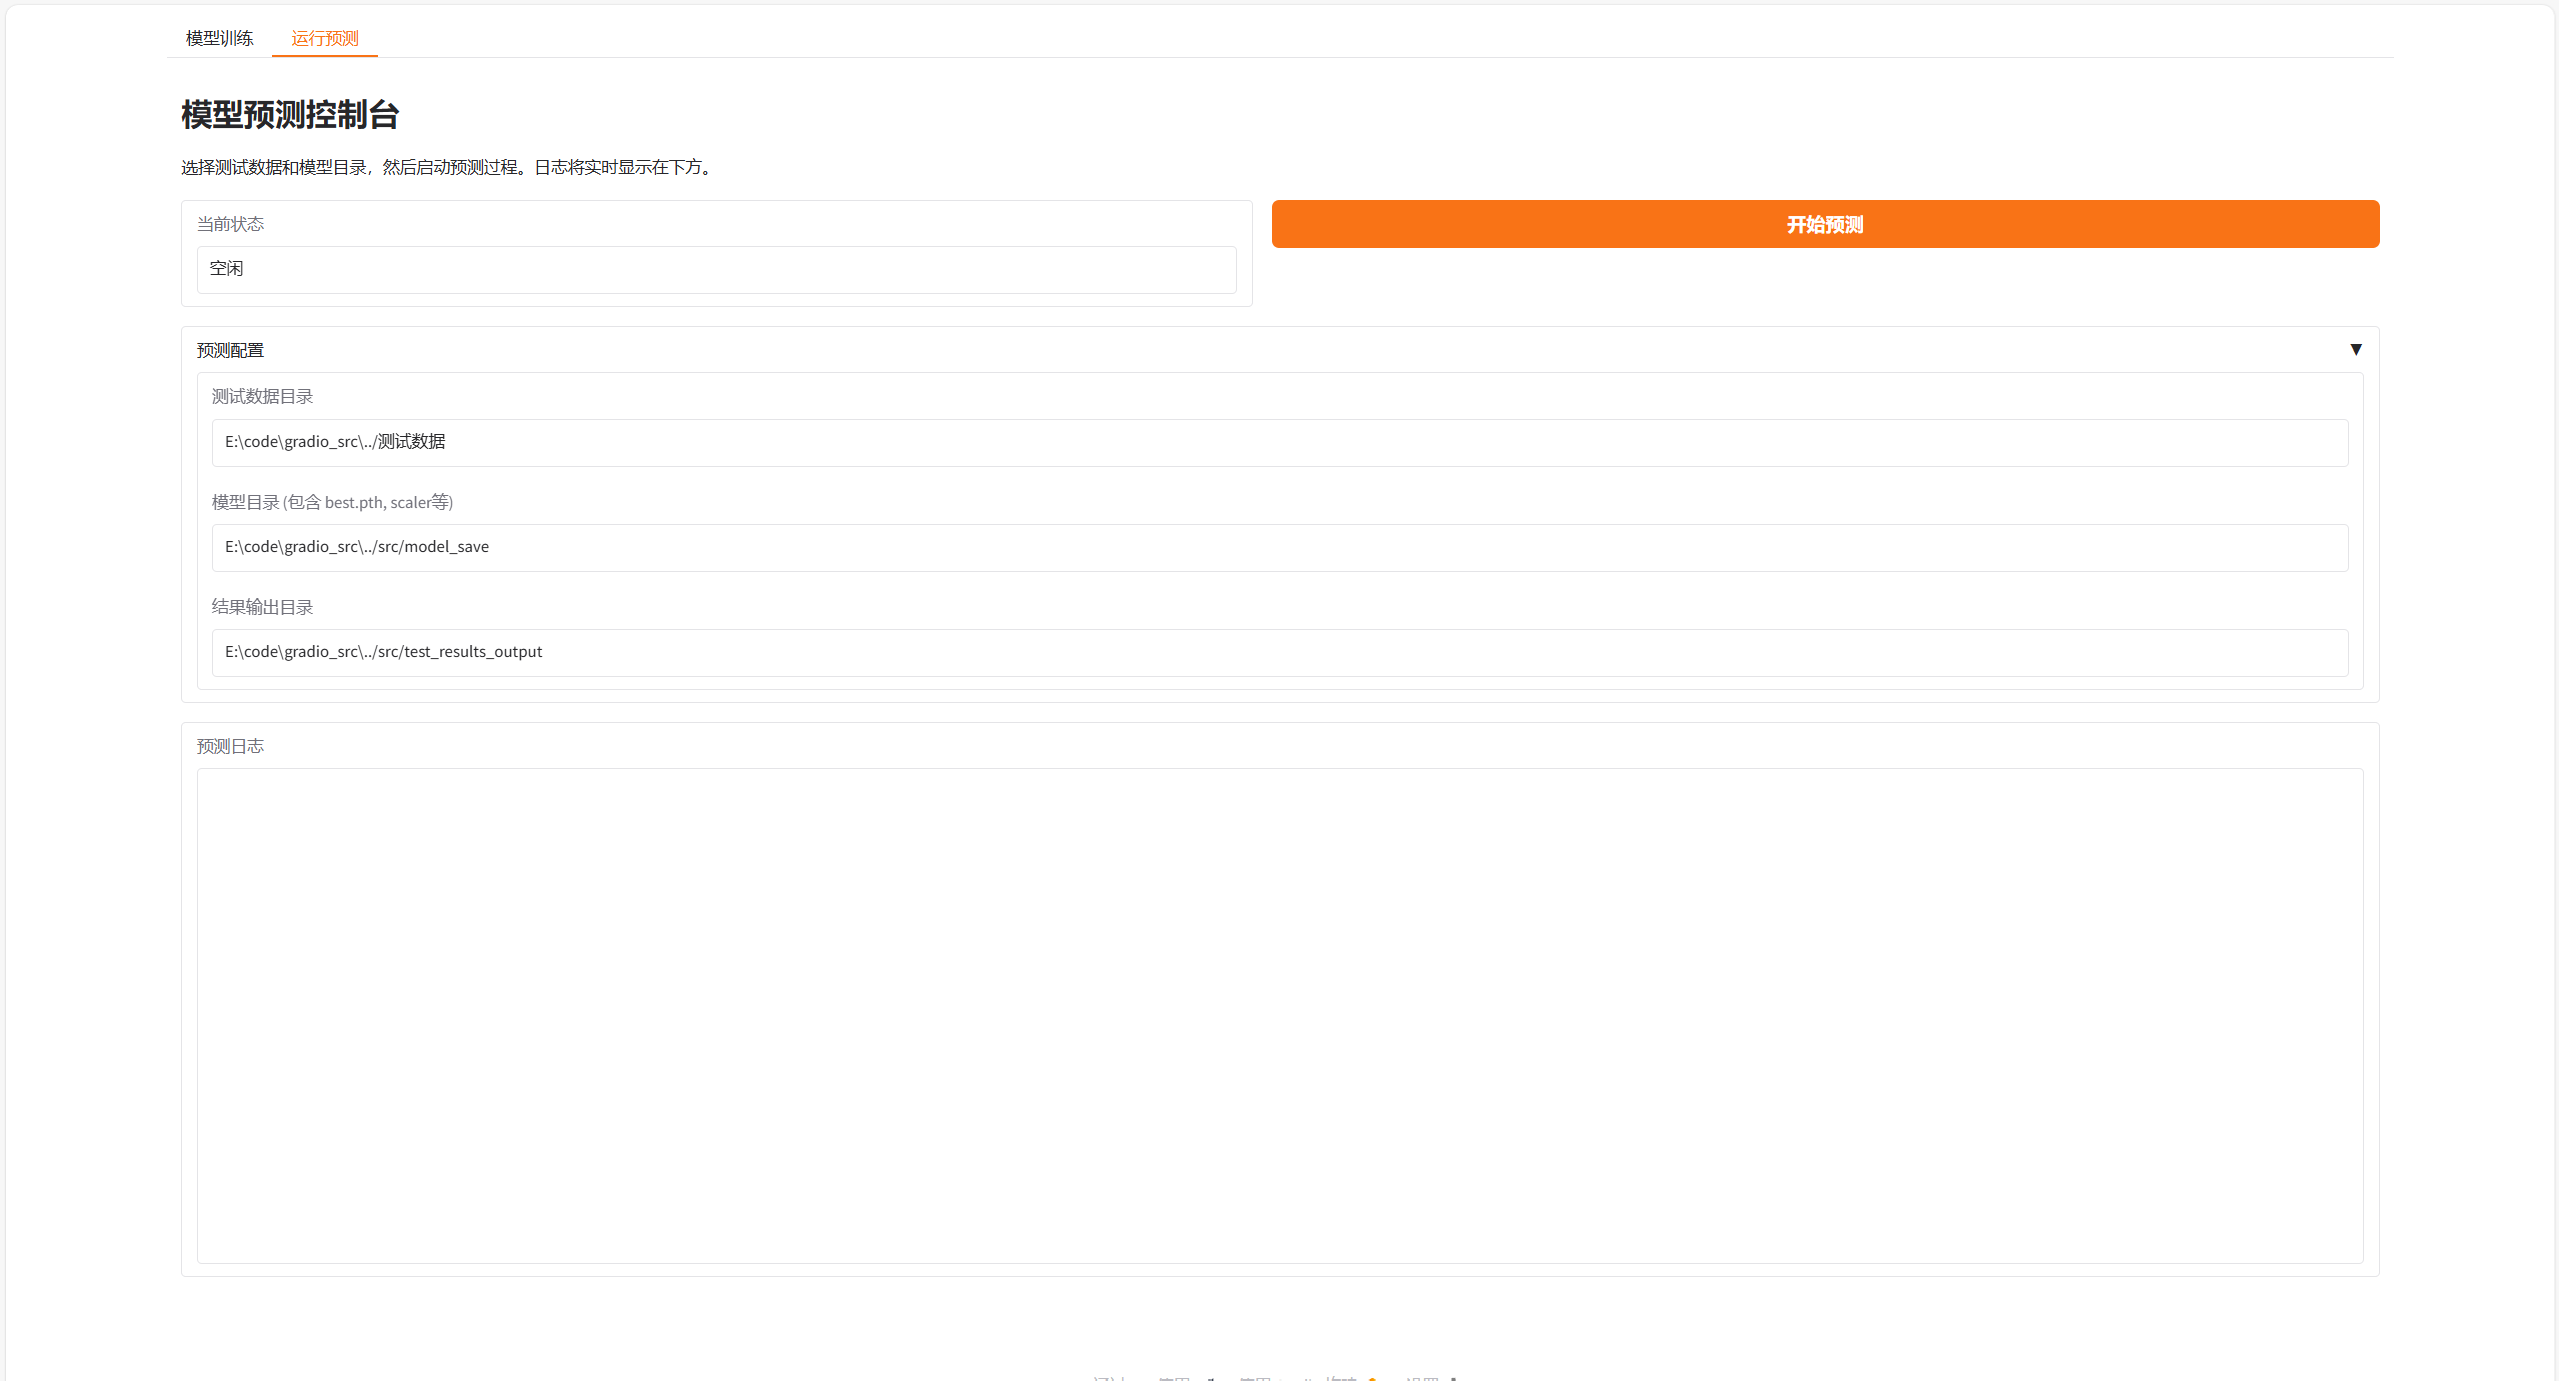 模型训练 运行预测
模型预测控制台
选择测试数据和模型目录，然后启动预测过程。日志将实时显示在下方。
当前状态
空闲
开始预测
预测配置 ▼
测试数据目录
E:\code\gradio_src\../测试数据
模型目录 (包含 best.pth, scaler等)
E:\code\gradio_src\../src/model_save
结果输出目录
E:\code\gradio_src\../src/test_results_output
预测日志